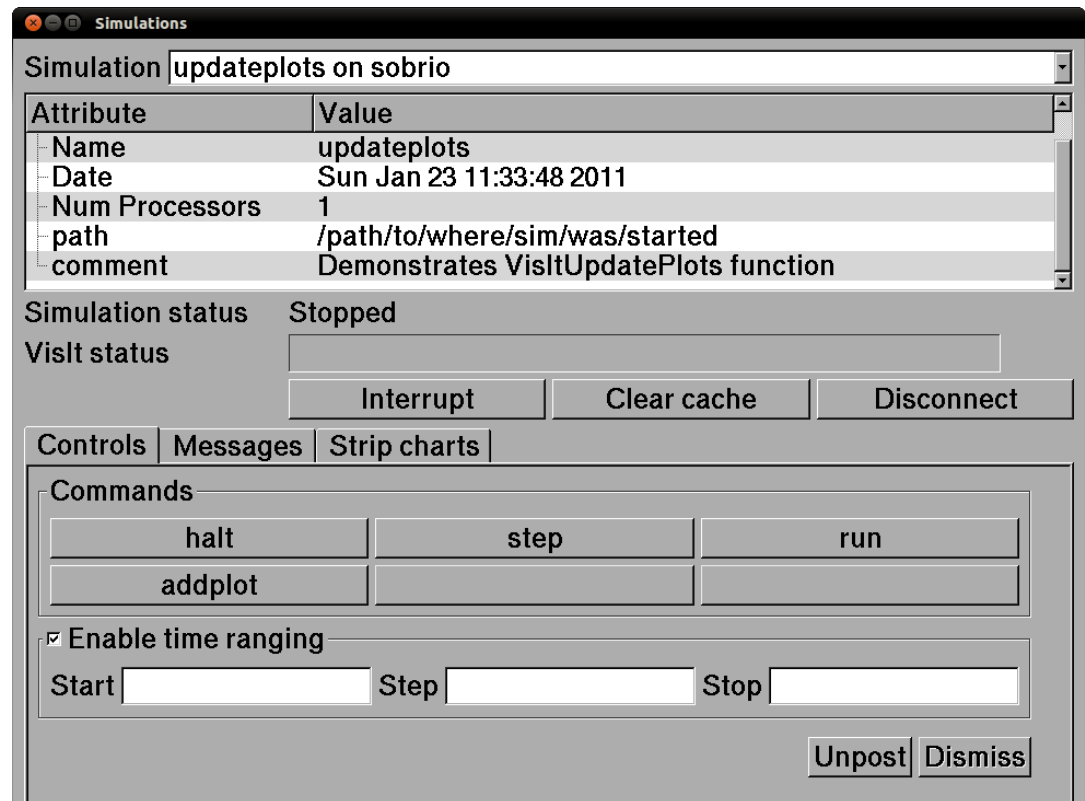 Simulations
Simulation updateplots on sobrio
Attribute Value
Name updateplots
Date Sun Jan 23 11:33:48 2011
Num Processors 1
path /path/to/where/sim/was/started
comment Demonstrates VisItUpdatePlots function
Simulation status Stopped
VisIt status
Interrupt Clear cache Disconnect
Controls Messages Strip charts
Commands
halt step run
addplot
Enable time ranging
Start Step Stop
Unpost Dismiss